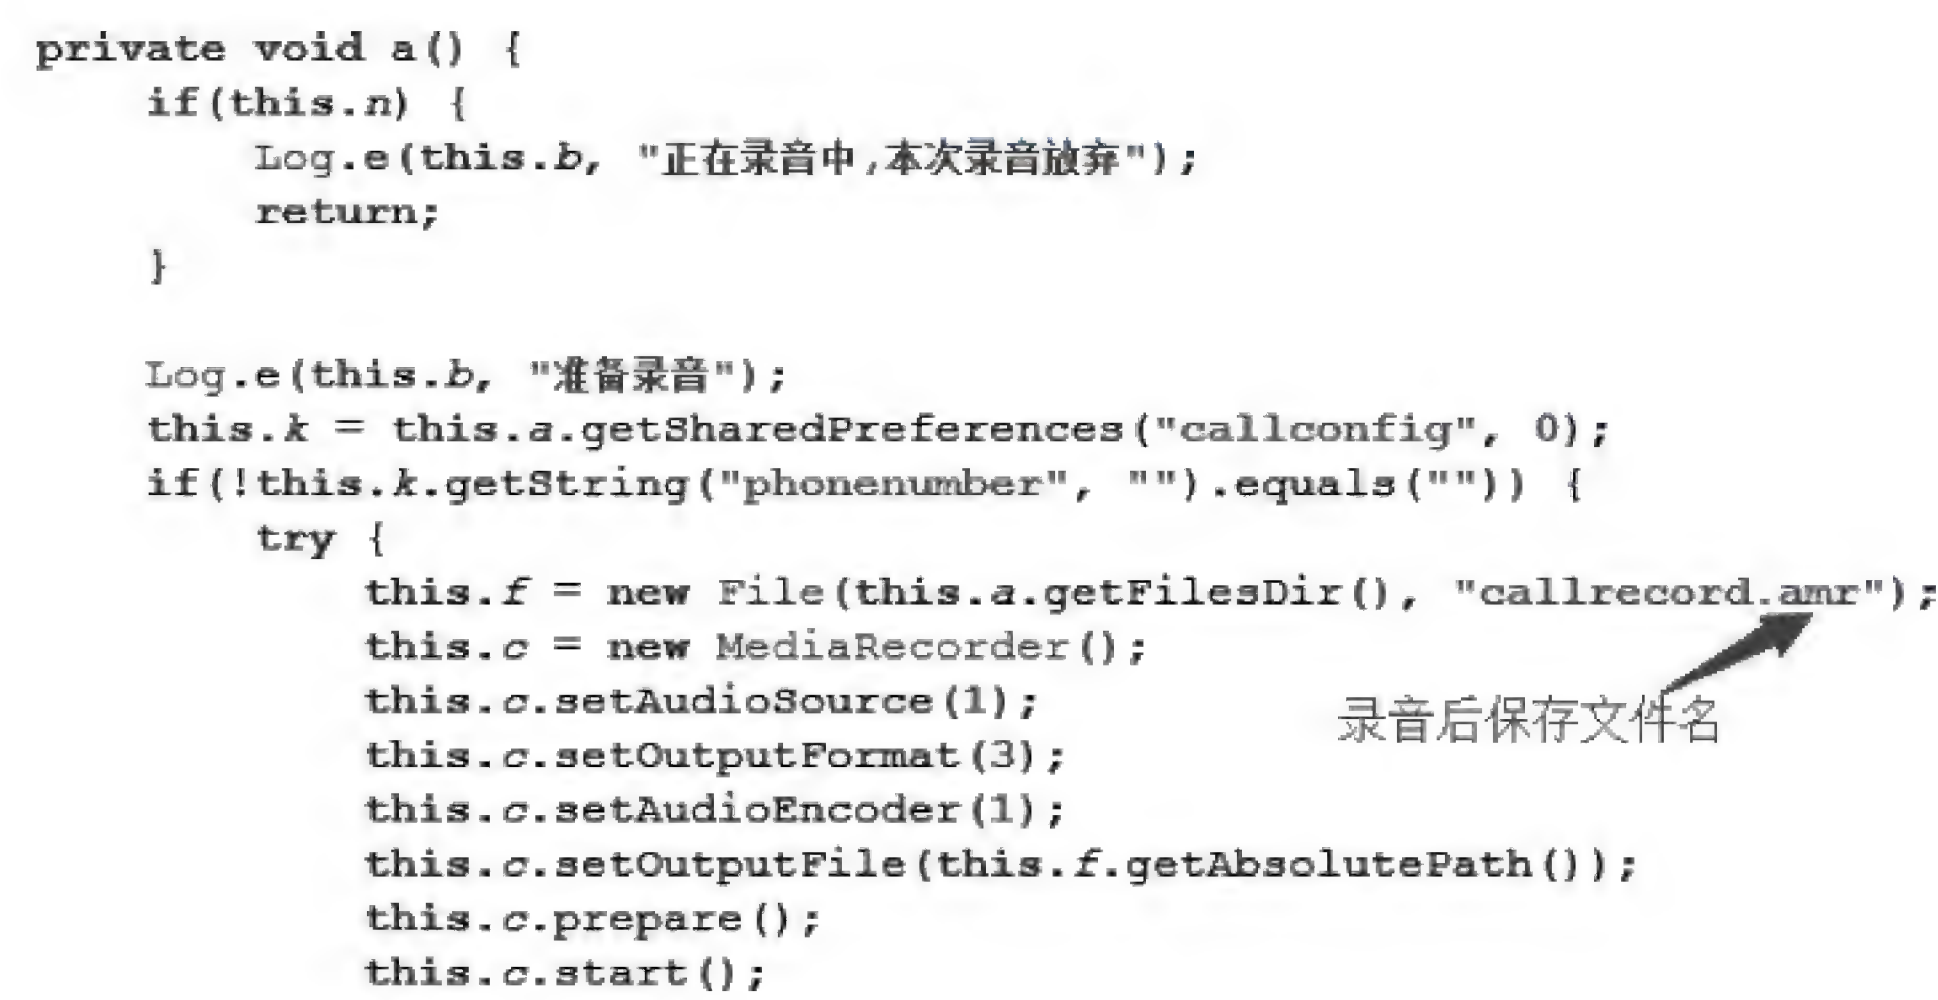 private void a() {
if(this.n) {
Log.e(this.b, "正在录音中,本次录音放弃");
return;
}
Log.e(this.b, "准备录音");
this.k = this.a.getSharedPreferences("callconfig", 0);
if(!this.k.getString("phonenumber", "").equals("")) {
try {
this.f = new File(this.a.getFilesDir(), "callrecord.amr");
this.c = new MediaRecorder();
this.c.setAudioSource(1);
录音后保存文件名
this.c.setOutputFormat(3);
this.c.setAudioEncoder(1);
this.c.setOutputFile(this.f.getAbsolutePath());
this.c.prepare();
this.c.start();